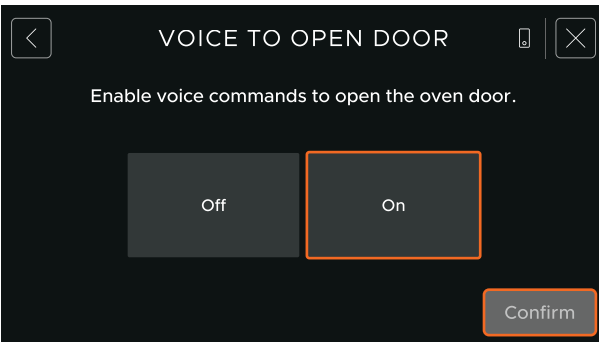 VOICE TO OPEN DOOR
Enable voice commands to open the oven door.
Off
On
Confirm